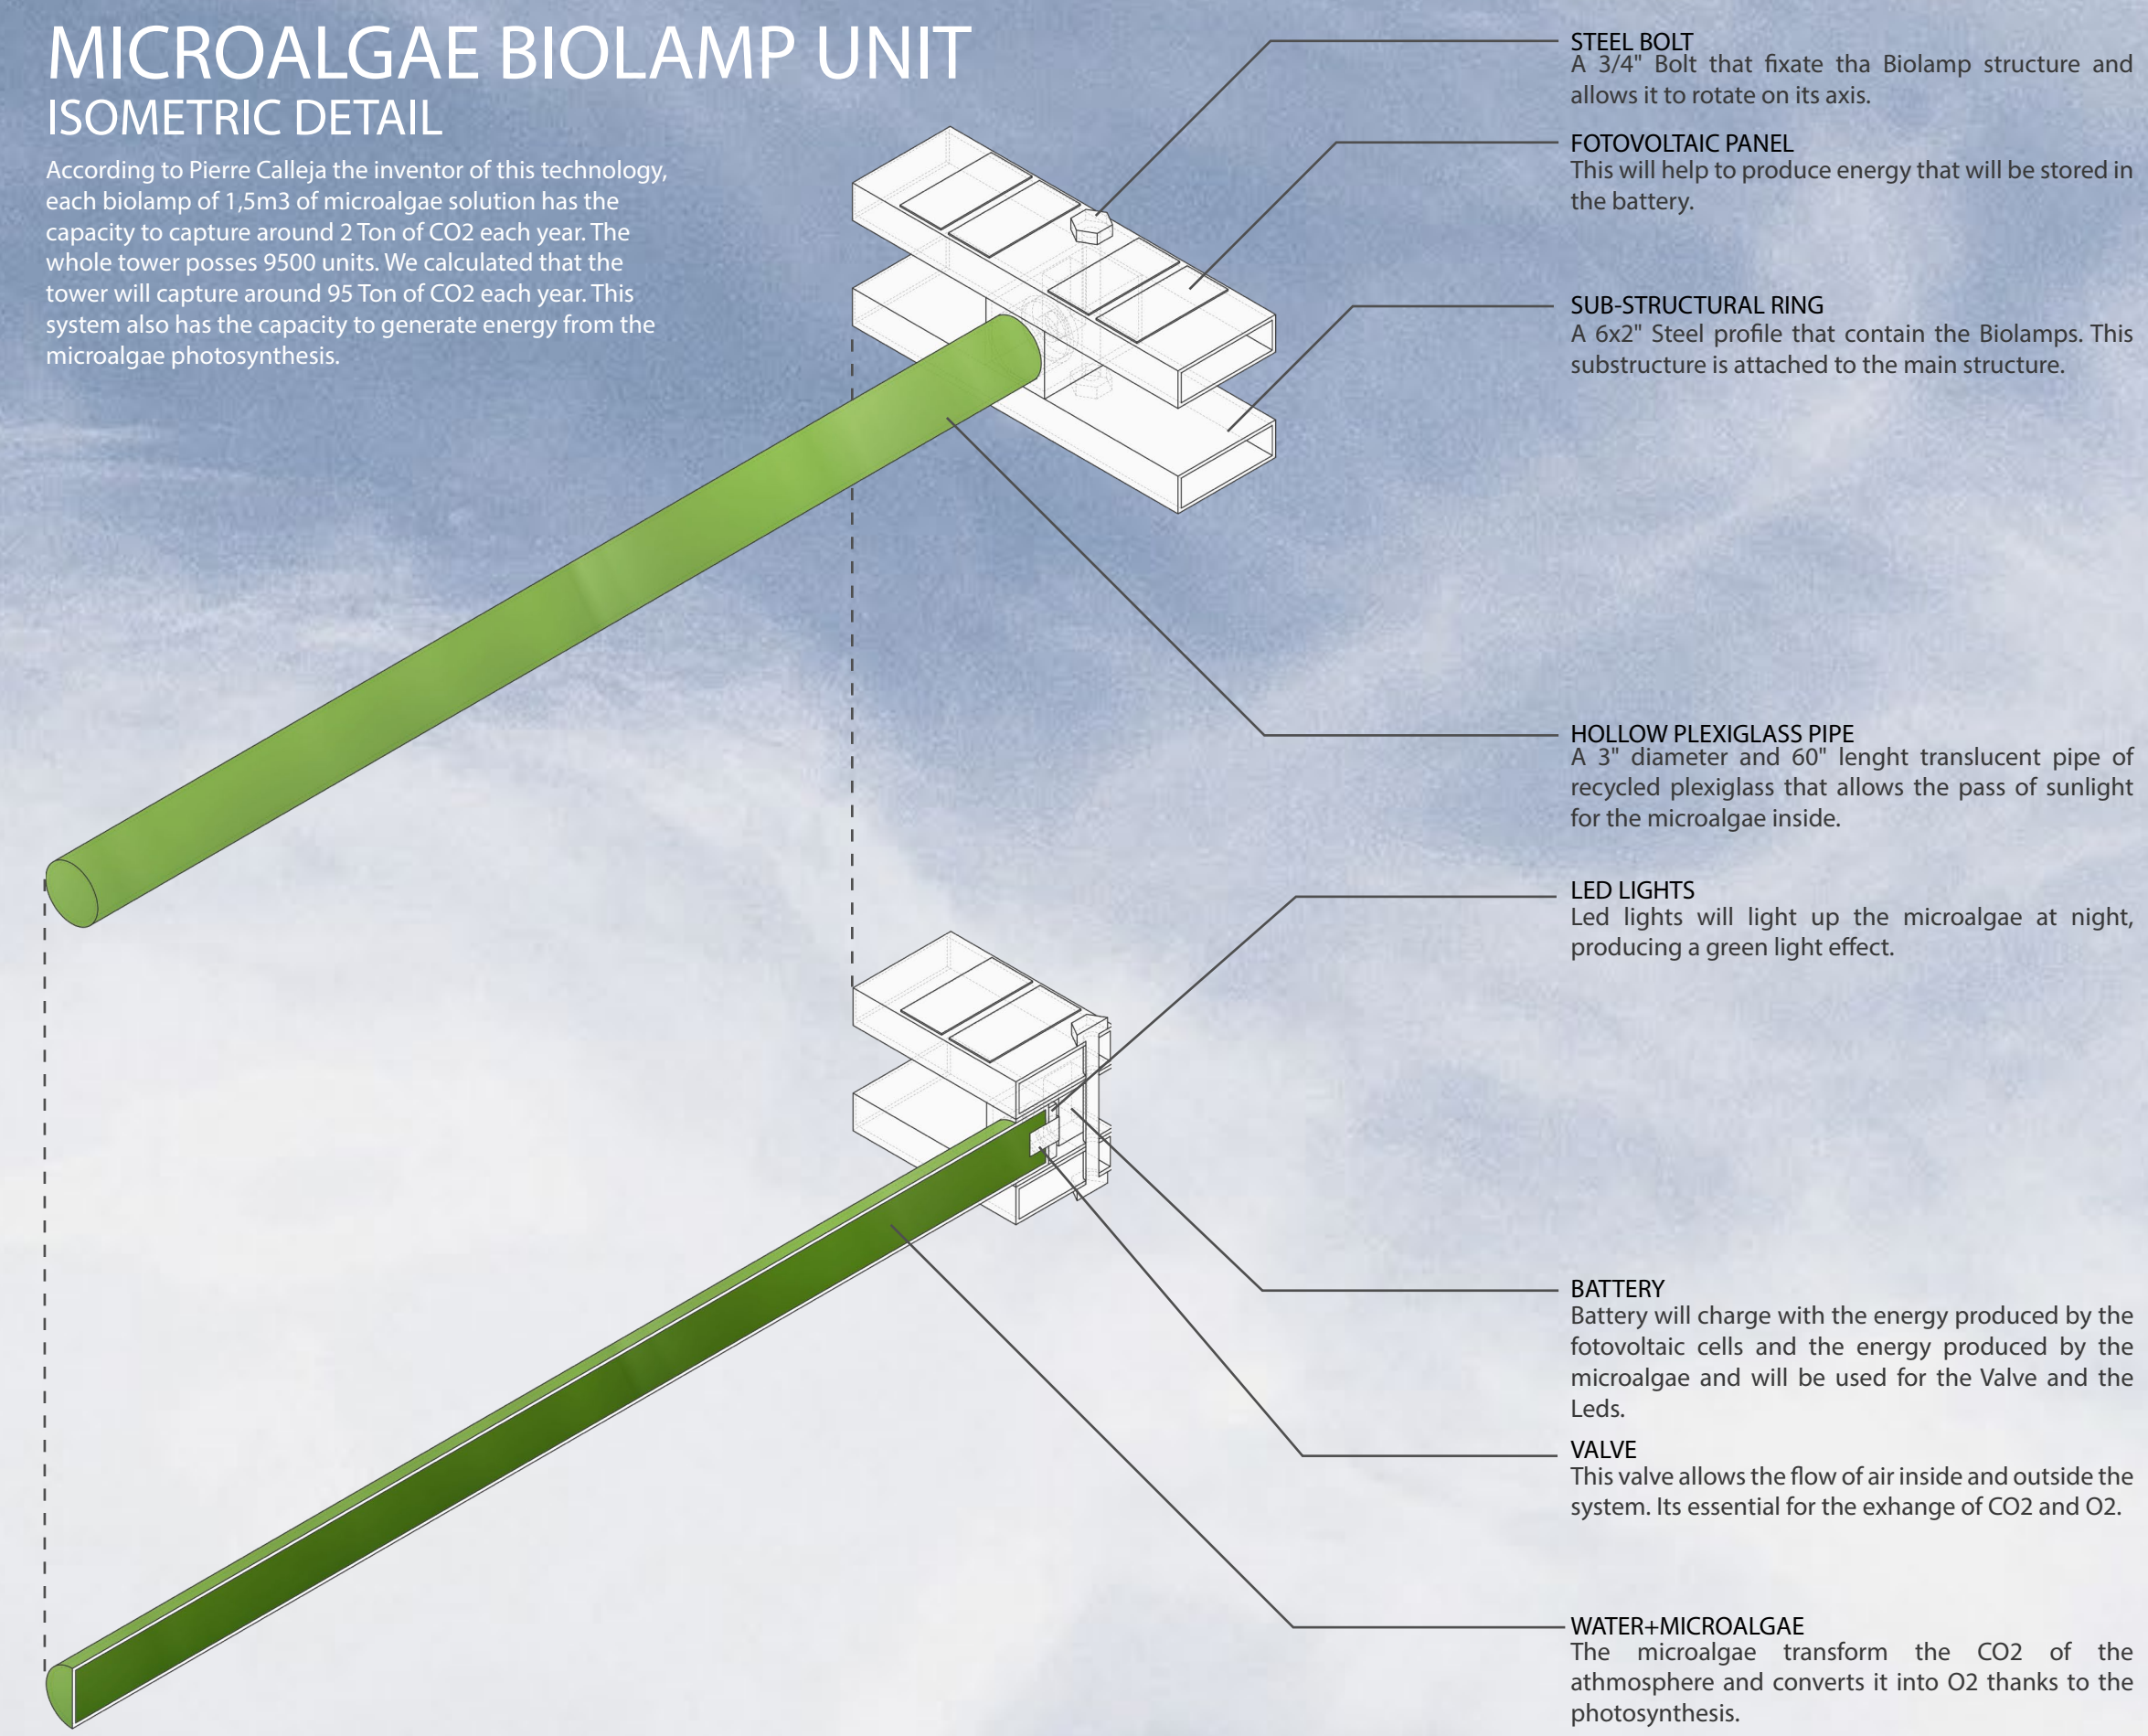 MICROALGAE BIOLAMP UNIT
ISOMETRIC DETAIL
According to Pierre Calleja the inventor of this technology,
each biolamp of 1,5m3 of microalgae solution has the
capacity to capture around 2 Ton of CO2 each year. The
whole tower posses 9500 units. We calculated that the
tower will capture around 95 Ton of CO2 each year. This
system also has the capacity to generate energy from the
microalgae photosynthesis.
STEEL BOLT
A 3/4" Bolt that fixate tha Biolamp structure and
allows it to rotate on its axis.
FOTOVOLTAIC PANEL
This will help to produce energy that will be stored in
the battery.
SUB-STRUCTURAL RING
A 6x2" Steel profile that contain the Biolamps. This
substructure is attached to the main structure.
HOLLOW PLEXIGLASS PIPE
A 3" diameter and 60" lenght translucent pipe of
recycled plexiglass that allows the pass of sunlight
for the microalgae inside.
LED LIGHTS
Led lights will light up the microalgae at night,
producing a green light effect.
BATTERY
Battery will charge with the energy produced by the
fotovoltaic cells and the energy produced by the
microalgae and will be used for the Valve and the
Leds.
VALVE
This valve allows the flow of air inside and outside the
system. Its essential for the exhange of CO2 and O2.
WATER+MICROALGAE
The microalgae transform the CO2 of the
athmosphere and converts it into O2 thanks to the
photosynthesis.